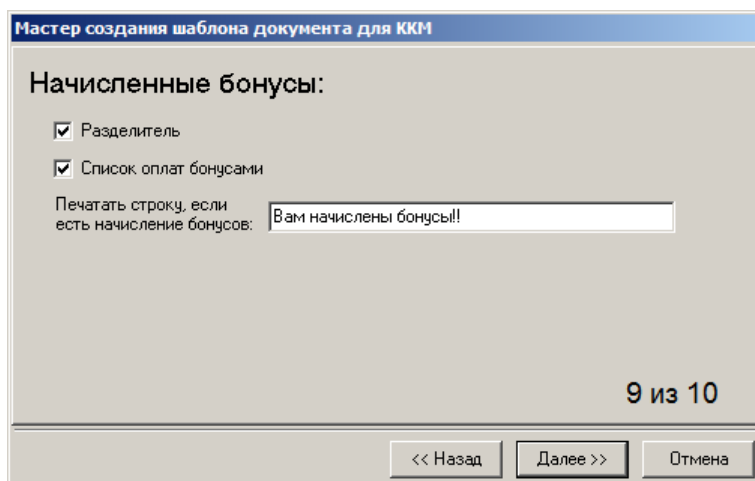 Мастер создания шаблона документа для ККМ
Начисленные бонусы:
Разделитель
Список оплат бонусами
Печатать строку, если
есть начисление бонусов:
Вам начислены бонусы!!
9 из 10
<< Назад
Далее >>
Отмена